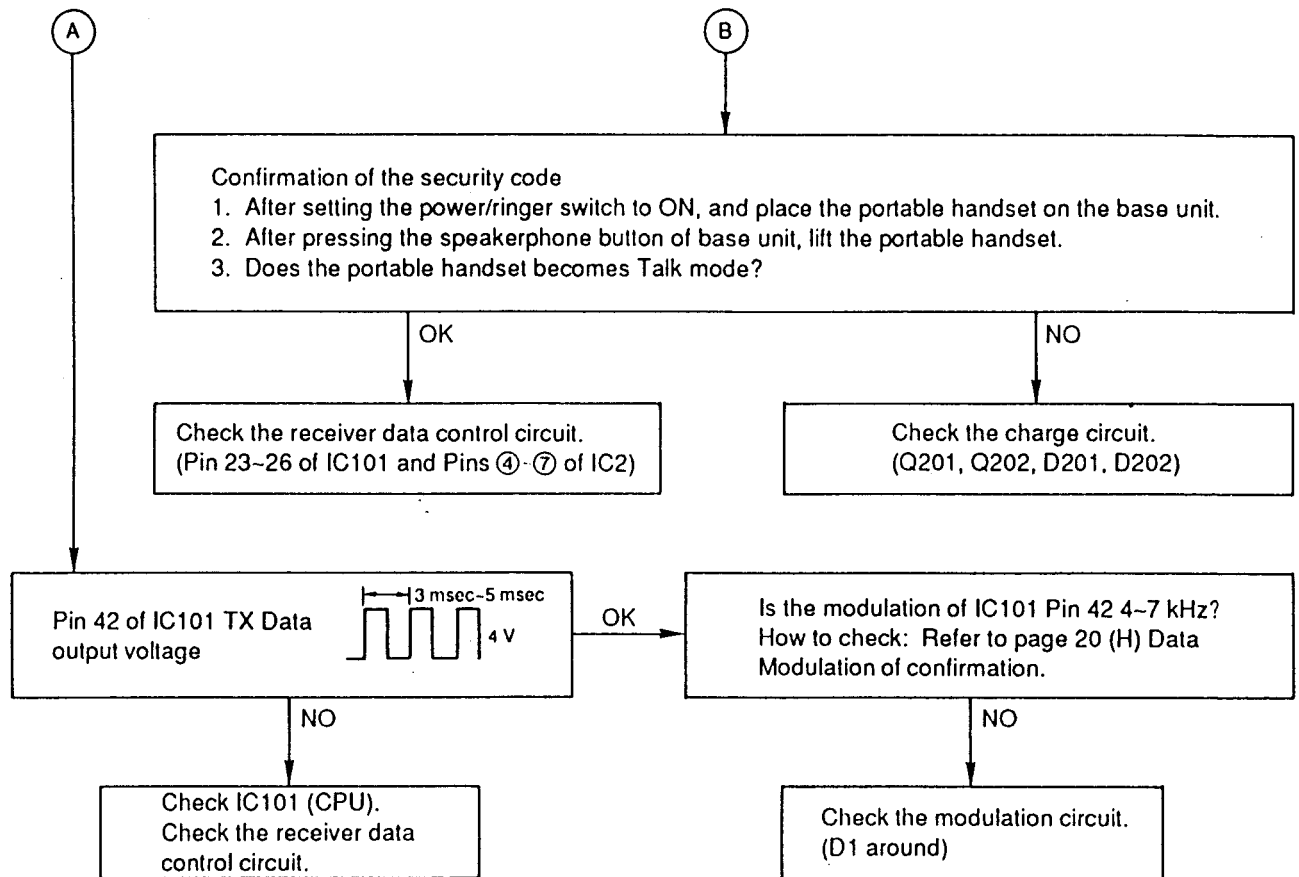 A
B
Confirmation of the security code
1. After setting the power/ringer switch to ON, and place the portable handset on the base unit.
2. After pressing the speakerphone button of base unit, lift the portable handset.
3. Does the portable handset becomes Talk mode?
OK
NO
Check the receiver data control circuit.
(Pin 23~26 of IC101 and Pins ④-⑦ of IC2)
Check the charge circuit.
(Q201, Q202, D201, D202)
Pin 42 of IC101 TX Data
output voltage
3 msec~5 msec
4 V
OK
Is the modulation of IC101 Pin 42 4~7 kHz?
How to check: Refer to page 20 (H) Data
Modulation of confirmation.
NO
NO
Check IC101 (CPU).
Check the receiver data
control circuit.
Check the modulation circuit.
(D1 around)